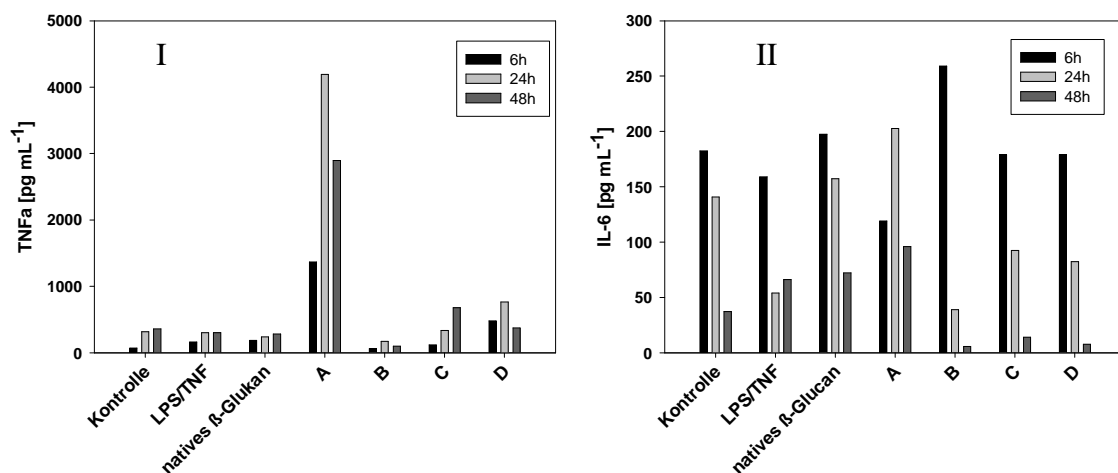 I
TNFa [pg mL-1]
5000
4000
3000
2000
1000
0
6h
24h
48h
Kontrolle
LPS/TNF
natives ß-Glukan
A
B
C
D
II
IL-6 [pg mL-1]
300
250
200
150
100
50
0
6h
24h
48h
Kontrolle
LPS/TNF
natives ß-Glucan
A
B
C
D